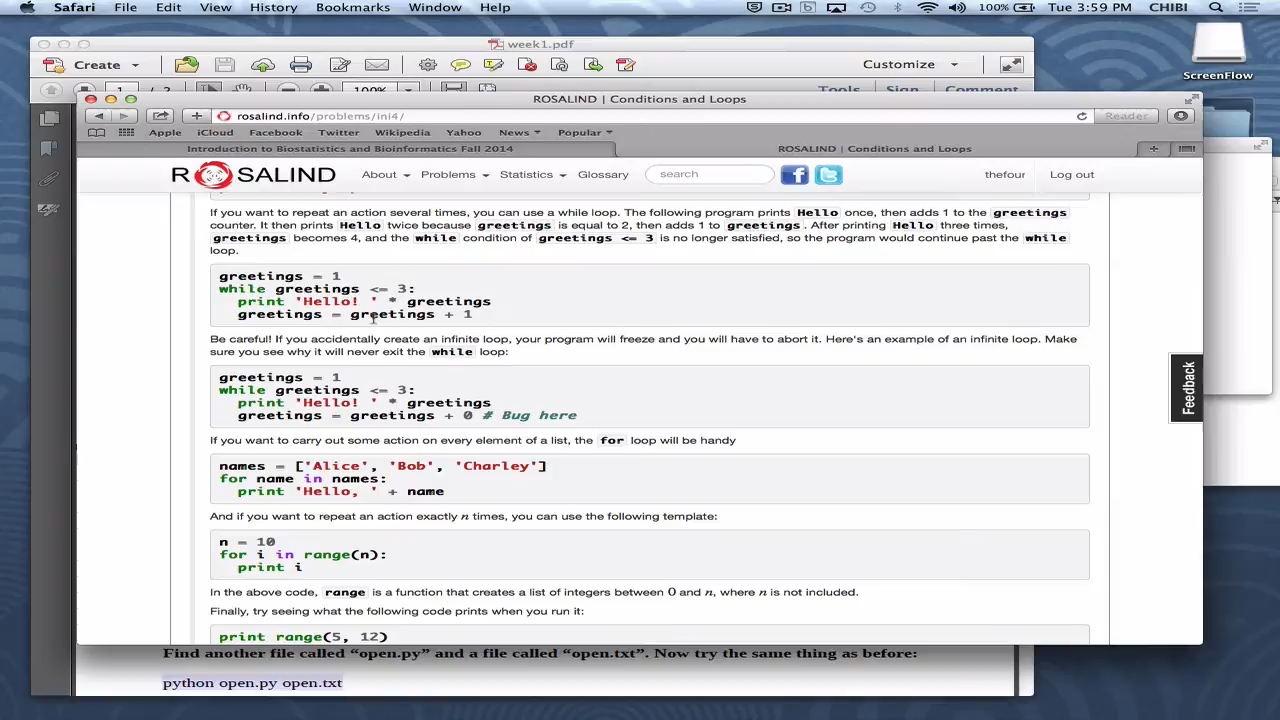 Safari File Edit View History Bookmarks Window Help 100% Tue 3:59 PM CHIBI
week1.pdf
ScreenFlow
Create Customize
1 / 2 100% Tools Sign Comment
ROSALIND | Conditions and Loops
rosalind.info/problems/ini4/ Reader
Apple iCloud Facebook Twitter Wikipedia Yahoo News Popular
Introduction to Biostatistics and Bioinformatics Fall 2014 ROSALIND | Conditions and Loops
ROSALIND About Problems Statistics Glossary search thefour Log out
If you want to repeat an action several times, you can use a while loop. The following program prints Hello once, then adds 1 to the greetings
counter. It then prints Hello twice because greetings is equal to 2, then adds 1 to greetings. After printing Hello three times,
greetings becomes 4, and the while condition of greetings <= 3 is no longer satisfied, so the program would continue past the while
loop.
greetings = 1
while greetings <= 3:
print 'Hello! ' * greetings
greetings = greetings + 1
Be careful! If you accidentally create an infinite loop, your program will freeze and you will have to abort it. Here's an example of an infinite loop. Make
sure you see why it will never exit the while loop:
greetings = 1
while greetings <= 3:
print 'Hello! ' * greetings
greetings = greetings + 0 # Bug here
Feedback
If you want to carry out some action on every element of a list, the for loop will be handy
names = ['Alice', 'Bob', 'Charley']
for name in names:
print 'Hello, ' + name
And if you want to repeat an action exactly n times, you can use the following template:
n = 10
for i in range(n):
print i
In the above code, range is a function that creates a list of integers between 0 and n, where n is not included.
Finally, try seeing what the following code prints when you run it:
print range(5, 12)
Find another file called “open.py” and a file called “open.txt”. Now try the same thing as before:
python open.py open.txt